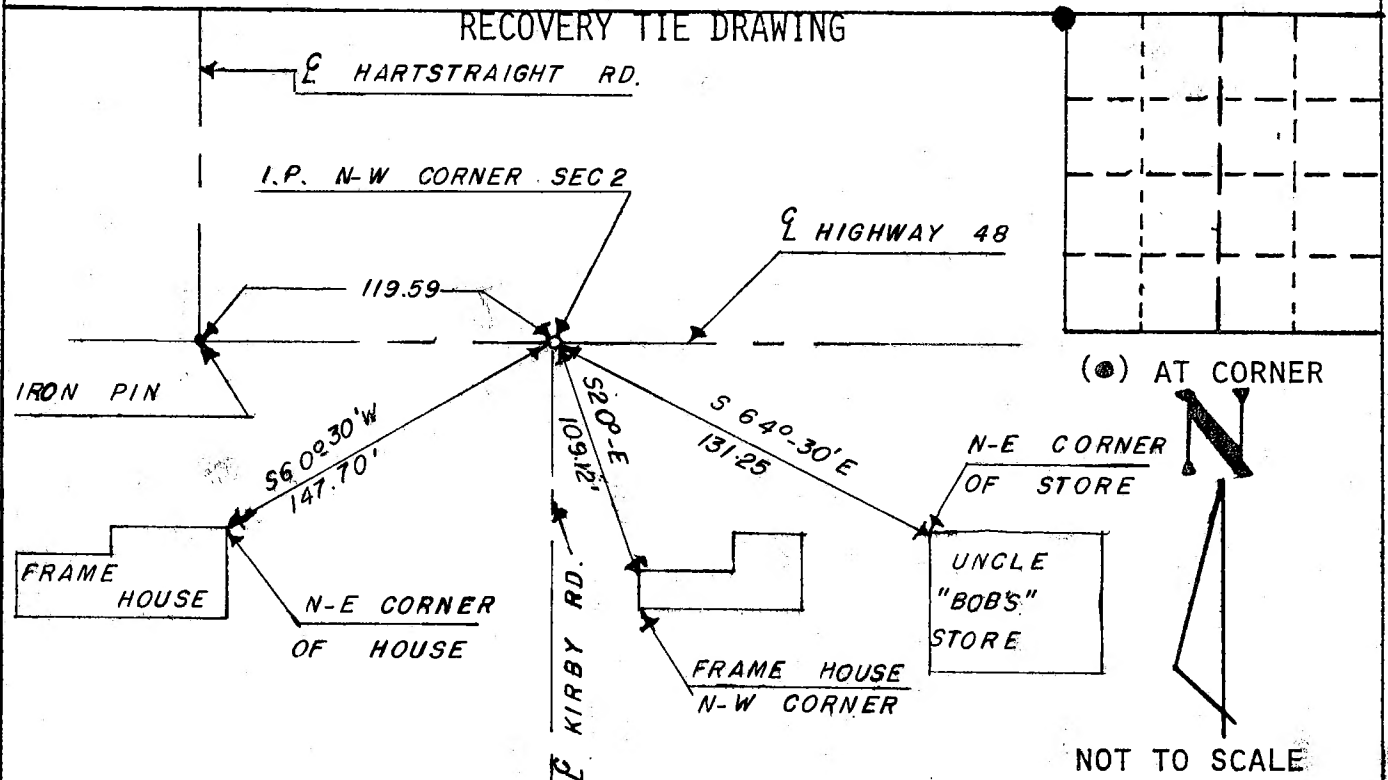 RECOVERY TIE DRAWING
℄ HARTSTRAIGHT RD.
I.P. N-W CORNER SEC 2
℄ HIGHWAY 48
119.59
(●) AT CORNER
IRON PIN
S60°30'W
147.70'
S20°-E
109.12'
S 64°-30'E
131.25
N
N-E CORNER
OF STORE
FRAME
HOUSE
N-E CORNER
OF HOUSE
℄ KIRBY RD.
UNCLE
"BOB'S"
STORE
FRAME HOUSE
N-W CORNER
NOT TO SCALE